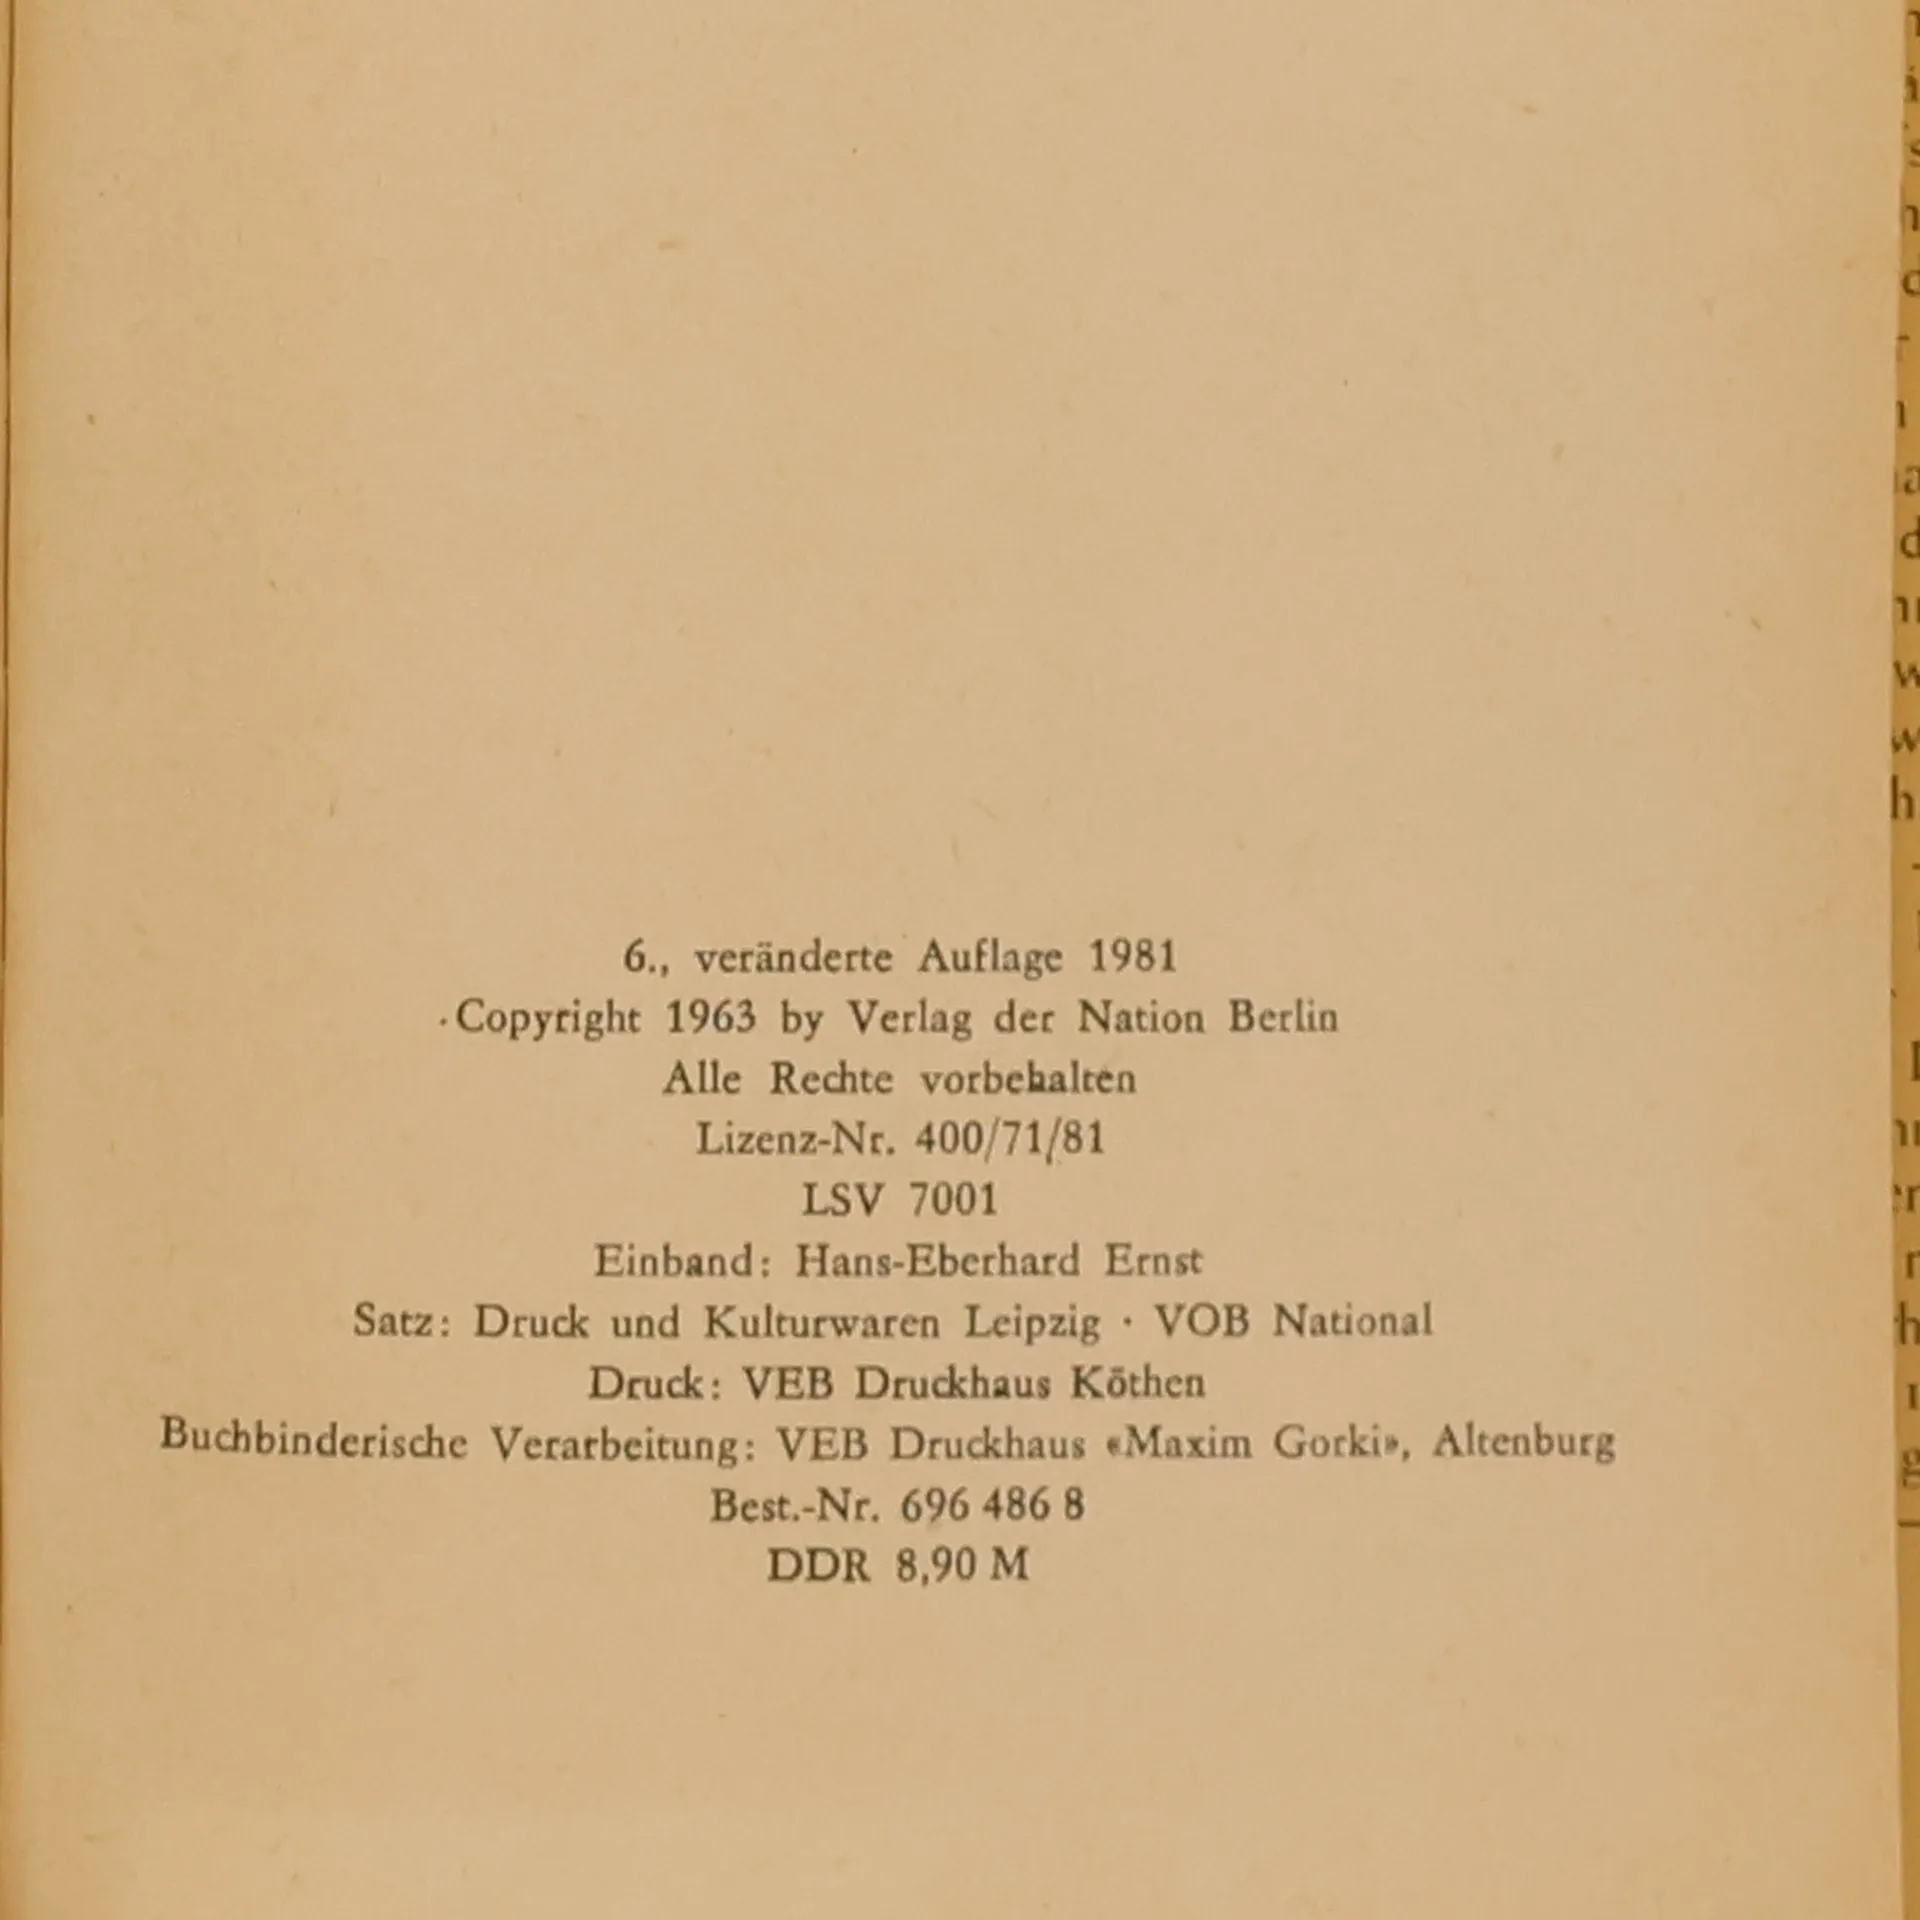 6., veränderte Auflage 1981
Copyright 1963 by Verlag der Nation Berlin
Alle Rechte vorbehalten
Lizenz-Nr. 400/71/81
LSV 7001
Einband: Hans-Eberhard Ernst
Satz: Druck und Kulturwaren Leipzig · VOB National
Druck: VEB Druckhaus Köthen
Buchbinderische Verarbeitung: VEB Druckhaus «Maxim Gorki», Altenburg
Best.-Nr. 696 486 8
DDR 8,90 M